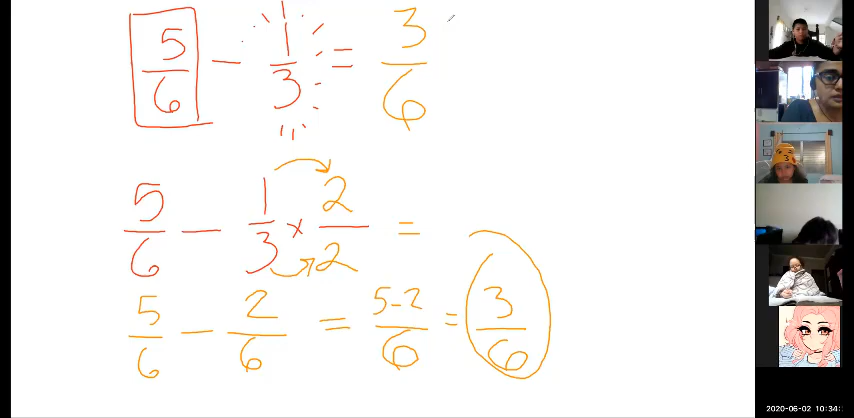 5/6 - 1/3 = 3/6
5/6 - 1/3 x 2/2 =
5/6 - 2/6 = 5-2/6 = 3/6
2020-06-02 10:34: